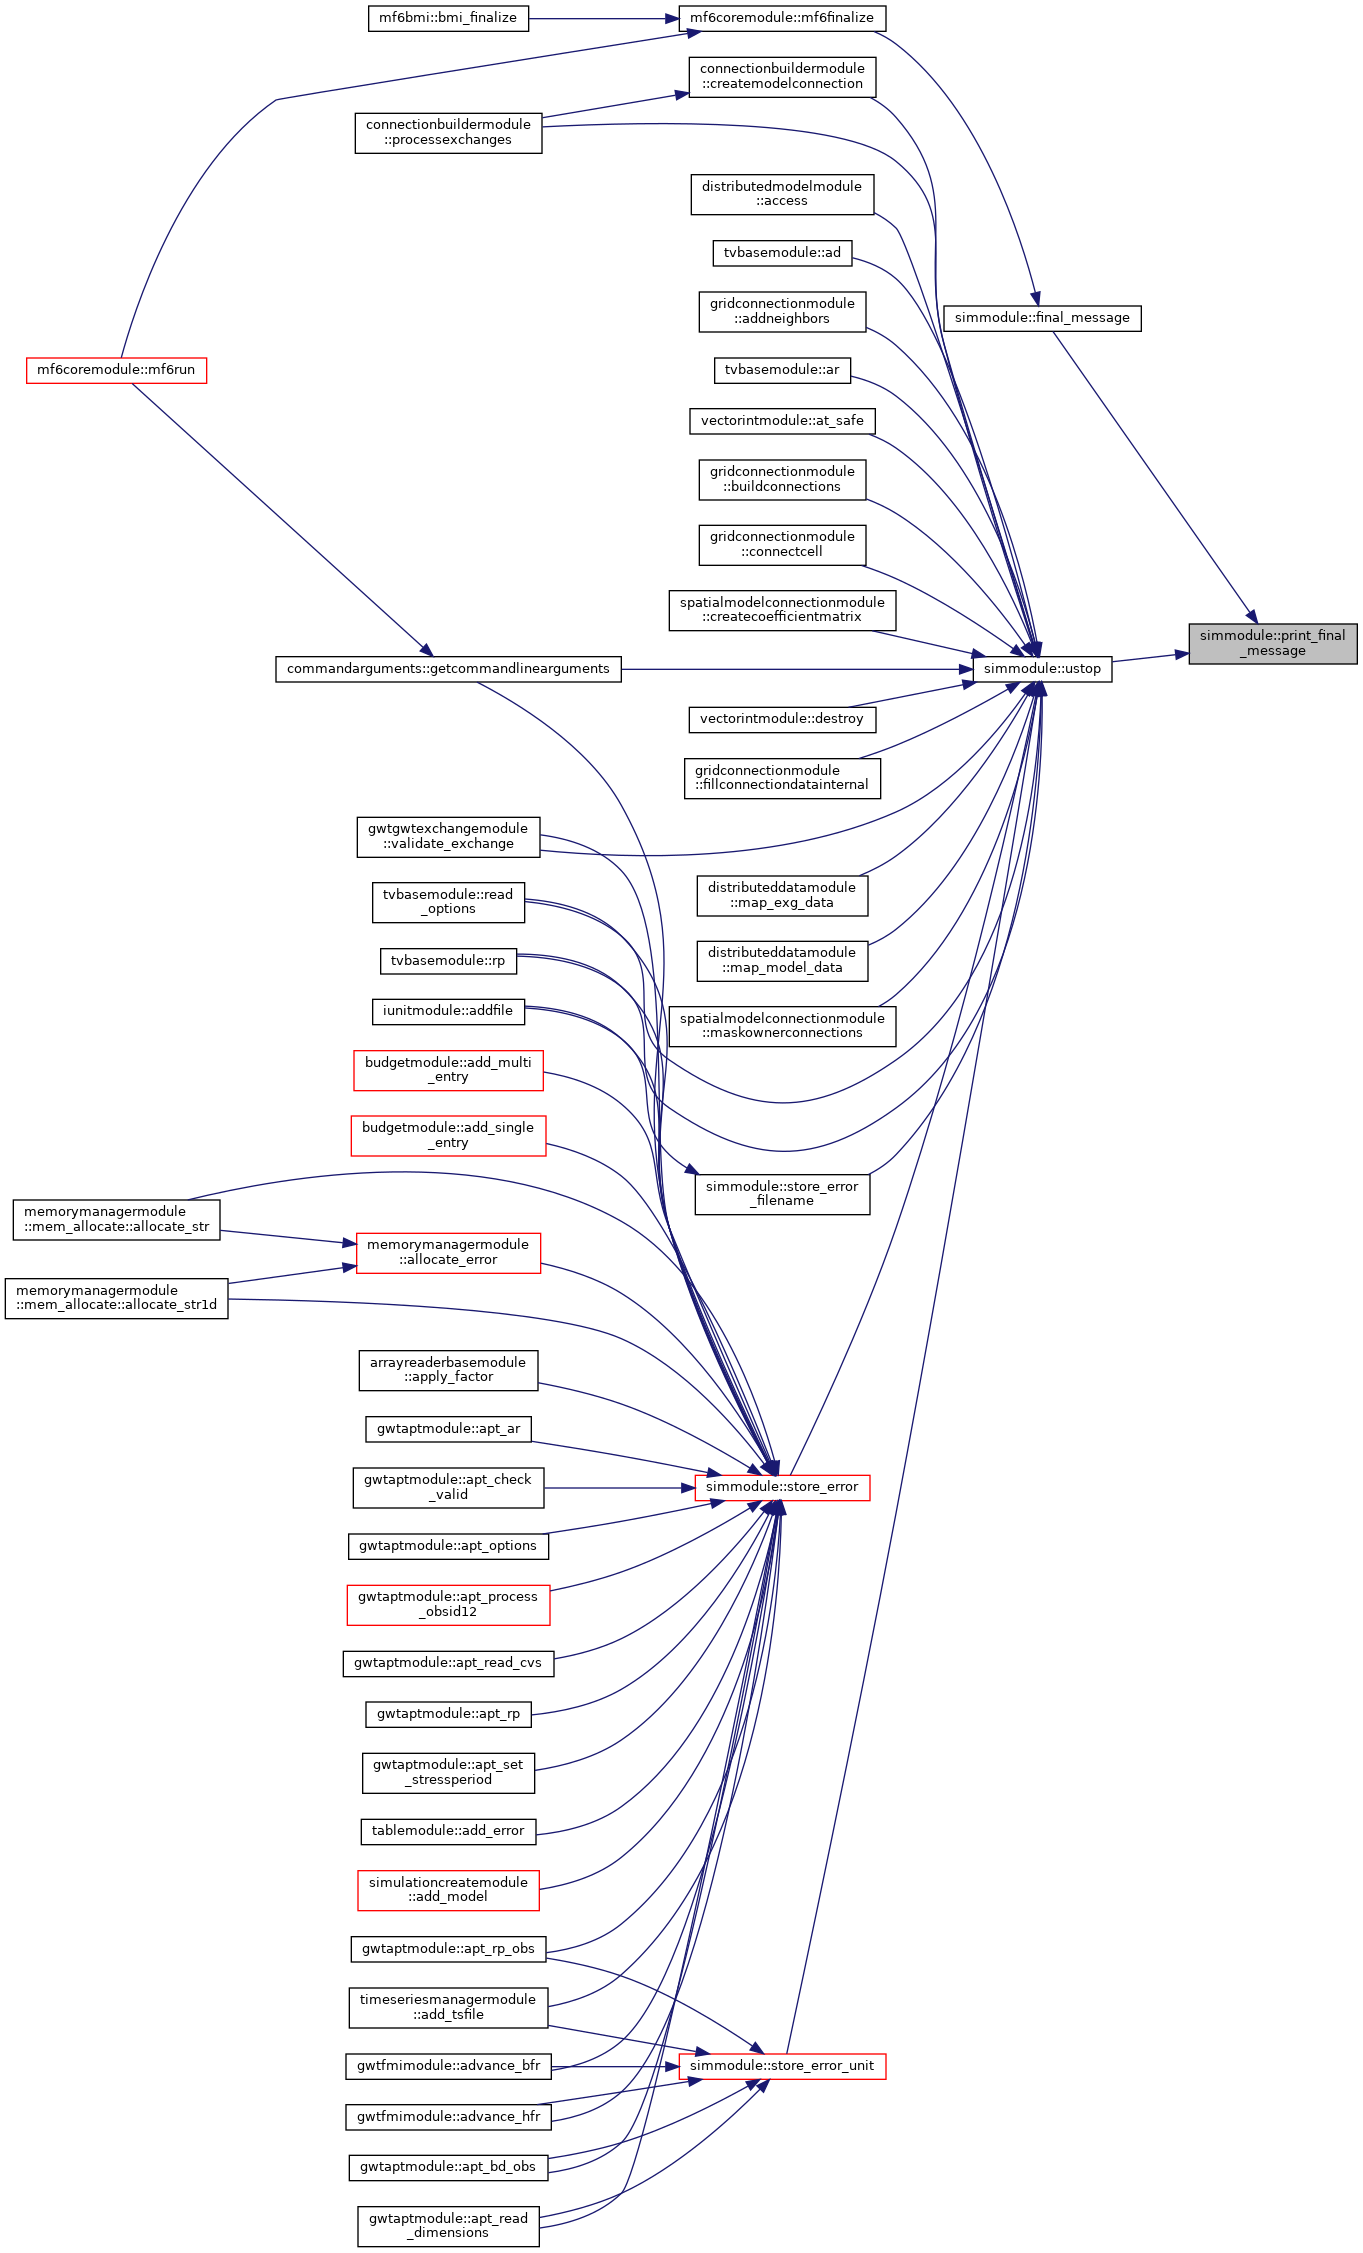 mf6bmi::bmi_finalize
mf6coremodule::mf6finalize
connectionbuildermodule
::createmodelconnection
connectionbuildermodule
::processexchanges
distributedmodelmodule
::access
tvbasemodule::ad
gridconnectionmodule
::addneighbors
simmodule::final_message
mf6coremodule::mf6run
tvbasemodule::ar
vectorintmodule::at_safe
gridconnectionmodule
::buildconnections
gridconnectionmodule
::connectcell
spatialmodelconnectionmodule
::createcoefficientmatrix
simmodule::print_final
_message
commandarguments::getcommandlinearguments
simmodule::ustop
vectorintmodule::destroy
gridconnectionmodule
::fillconnectiondatainternal
gwtgwtexchangemodule
::validate_exchange
tvbasemodule::read
_options
distributeddatamodule
::map_exg_data
tvbasemodule::rp
distributeddatamodule
::map_model_data
iunitmodule::addfile
spatialmodelconnectionmodule
::maskownerconnections
budgetmodule::add_multi
_entry
budgetmodule::add_single
_entry
simmodule::store_error
_filename
memorymanagermodule
::mem_allocate::allocate_str
memorymanagermodule
::allocate_error
memorymanagermodule
::mem_allocate::allocate_str1d
arrayreaderbasemodule
::apply_factor
gwtaptmodule::apt_ar
gwtaptmodule::apt_check
_valid
simmodule::store_error
gwtaptmodule::apt_options
gwtaptmodule::apt_process
_obsid12
gwtaptmodule::apt_read_cvs
gwtaptmodule::apt_rp
gwtaptmodule::apt_set
_stressperiod
tablemodule::add_error
simulationcreatemodule
::add_model
gwtaptmodule::apt_rp_obs
timeseriesmanagermodule
::add_tsfile
gwtfmimodule::advance_bfr
simmodule::store_error_unit
gwtfmimodule::advance_hfr
gwtaptmodule::apt_bd_obs
gwtaptmodule::apt_read
_dimensions